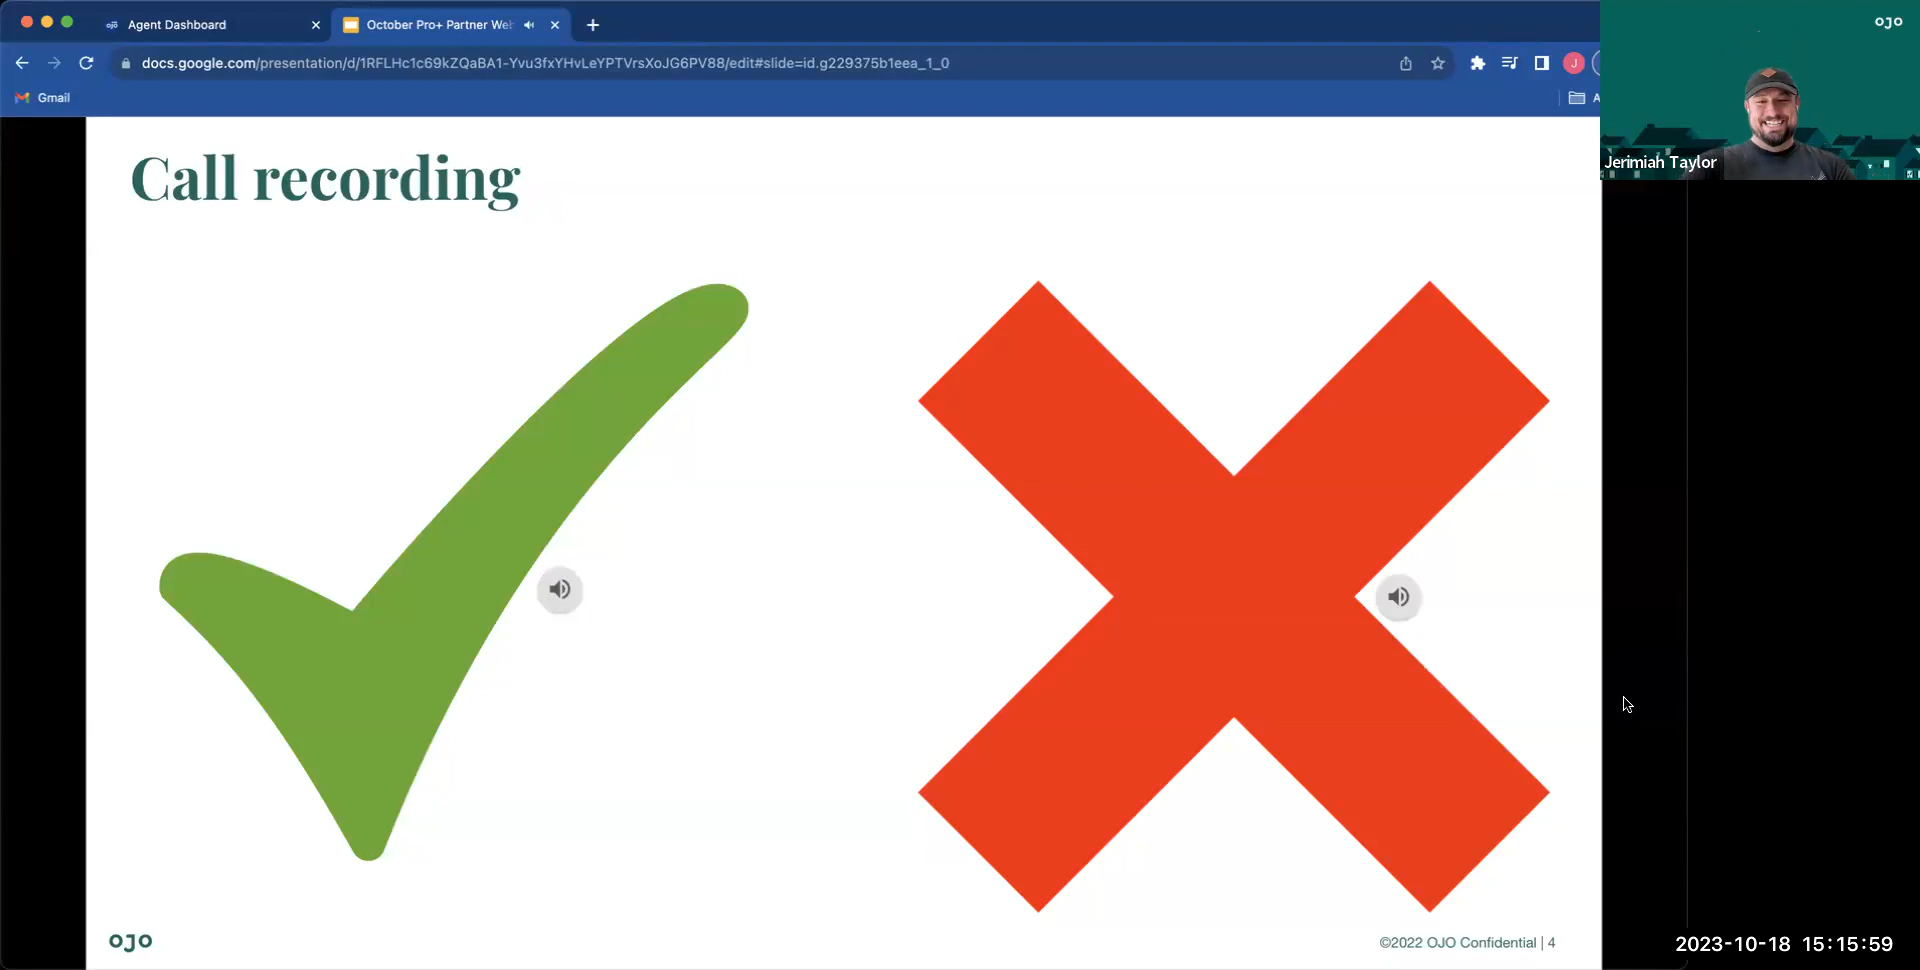 Agent Dashboard
October Pro+ Partner Wel
docs.google.com/presentation/d/1RFLHc1c69kZQaBA1-Yvu3fxYHvLeYPTVrsXoJG6PV88/edit#slide=id.g229375b1eea_1_0
J
Gmail
A
ojo
Jerimiah Taylor
Call recording
ojo
©2022 OJO Confidential | 4
2023-10-18 15:15:59